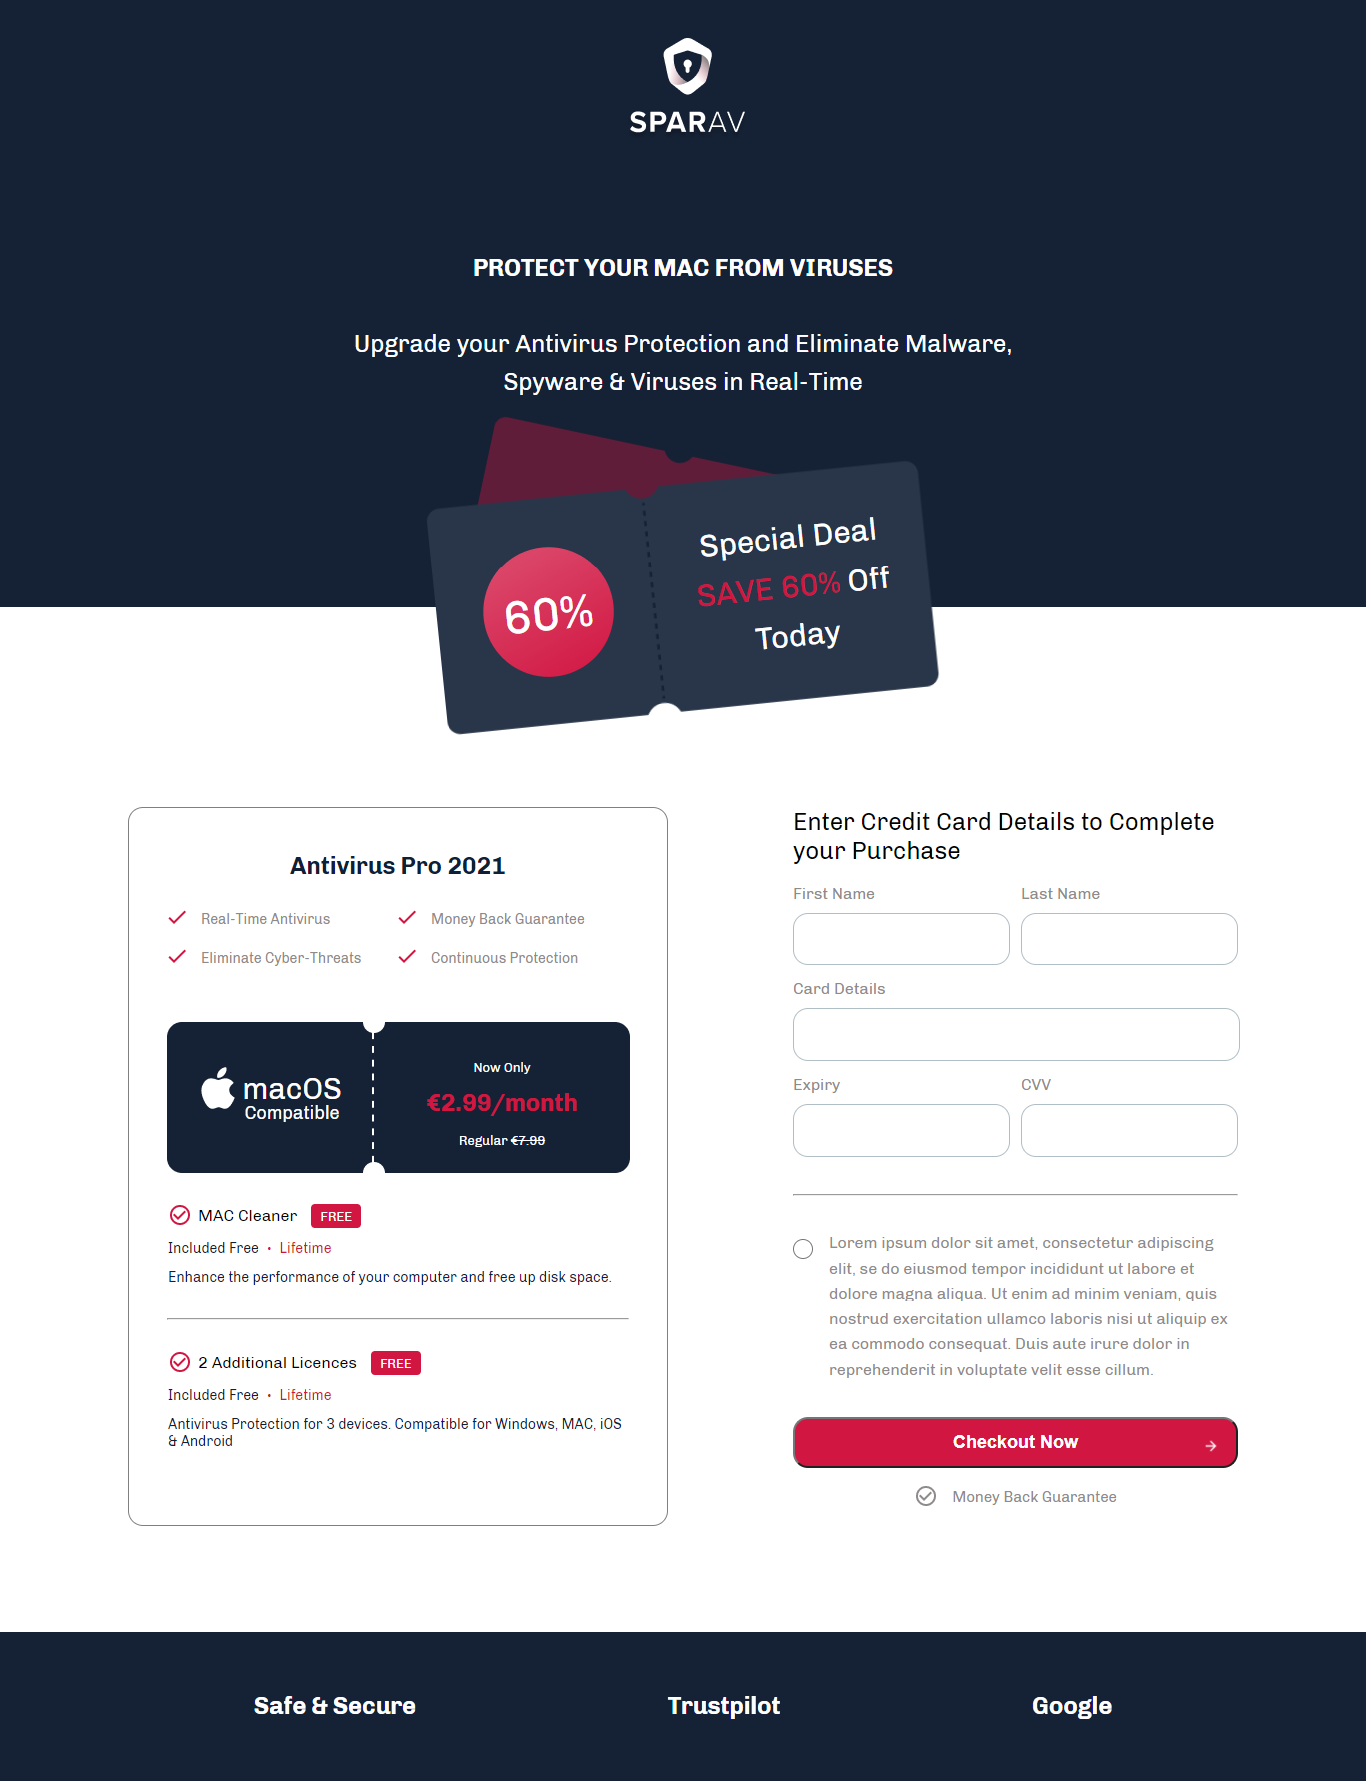 SPARAV
PROTECT YOUR MAC FROM VIRUSES
Upgrade your Antivirus Protection and Eliminate Malware,
Spyware & Viruses in Real-Time
60%
Special Deal
SAVE 60% Off
Today
Antivirus Pro 2021
Real-Time Antivirus
Money Back Guarantee
Eliminate Cyber-Threats
Continuous Protection
macOS
Compatible
Now Only
€2.99/month
Regular €7.99
MAC Cleaner FREE
Included Free • Lifetime
Enhance the performance of your computer and free up disk space.
2 Additional Licences FREE
Included Free • Lifetime
Antivirus Protection for 3 devices. Compatible for Windows, MAC, iOS
& Android
Enter Credit Card Details to Complete
your Purchase
First Name
Last Name
Card Details
Expiry
CVV
Lorem ipsum dolor sit amet, consectetur adipiscing
elit, se do eiusmod tempor incididunt ut labore et
dolore magna aliqua. Ut enim ad minim veniam, quis
nostrud exercitation ullamco laboris nisi ut aliquip ex
ea commodo consequat. Duis aute irure dolor in
reprehenderit in voluptate velit esse cillum.
Checkout Now
Money Back Guarantee
Safe & Secure
Trustpilot
Google